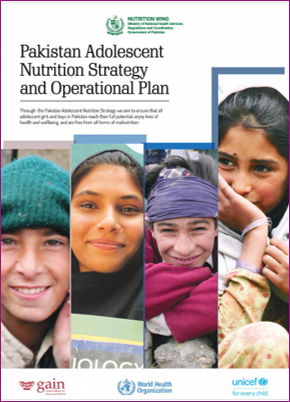 NUTRITION WING
Ministry of National Health Services,
Regulations and Coordination,
Government of Pakistan
Pakistan Adolescent
Nutrition Strategy
and Operational Plan
Through the Pakistan Adolescent Nutrition Strategy we aim to ensure that all
adolescent girls and boys in Pakistan reach their full potential, enjoy lives of
health and wellbeing, and are free from all forms of malnutrition.
IOLOGY
gain
World Health
Organization
unicef
for every child